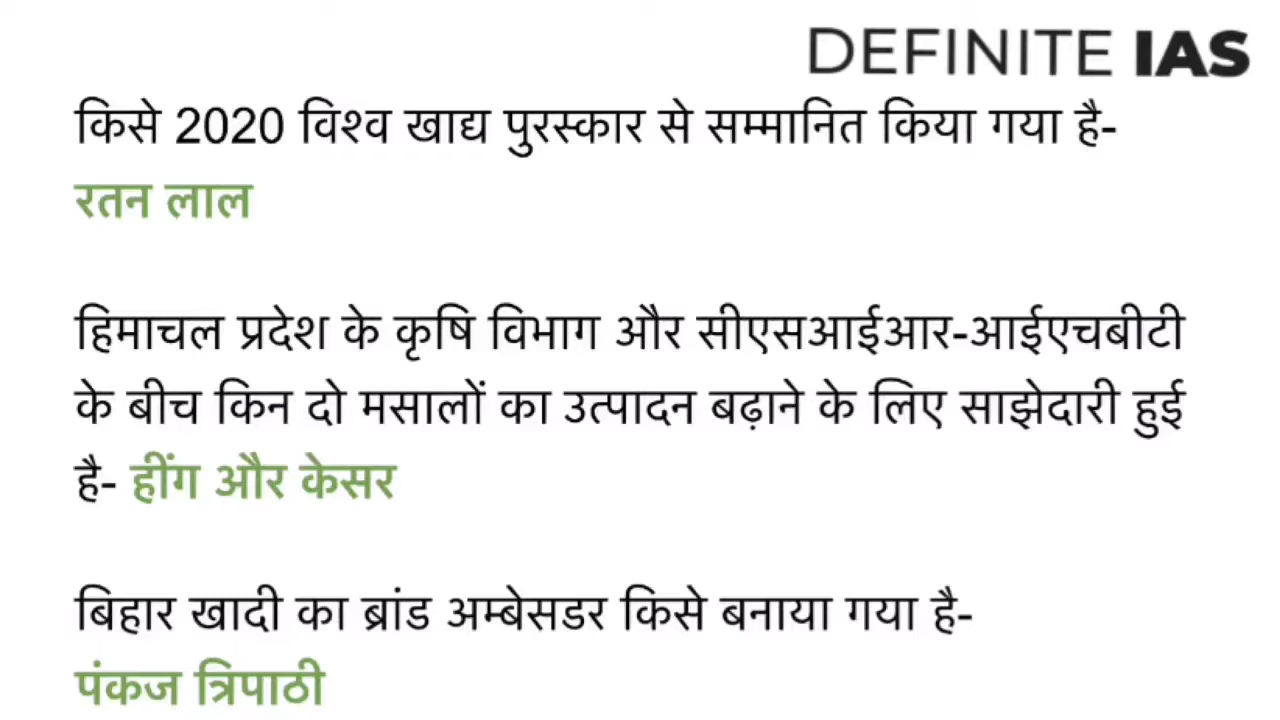 DEFINITE IAS
किसे 2020 विश्व खाद्य पुरस्कार से सम्मानित किया गया है-
रतन लाल
हिमाचल प्रदेश के कृषि विभाग और सीएसआईआर-आईएचबीटी
के बीच किन दो मसालों का उत्पादन बढ़ाने के लिए साझेदारी हुई
है- हींग और केसर
बिहार खादी का ब्रांड अम्बेसडर किसे बनाया गया है-
पंकज त्रिपाठी